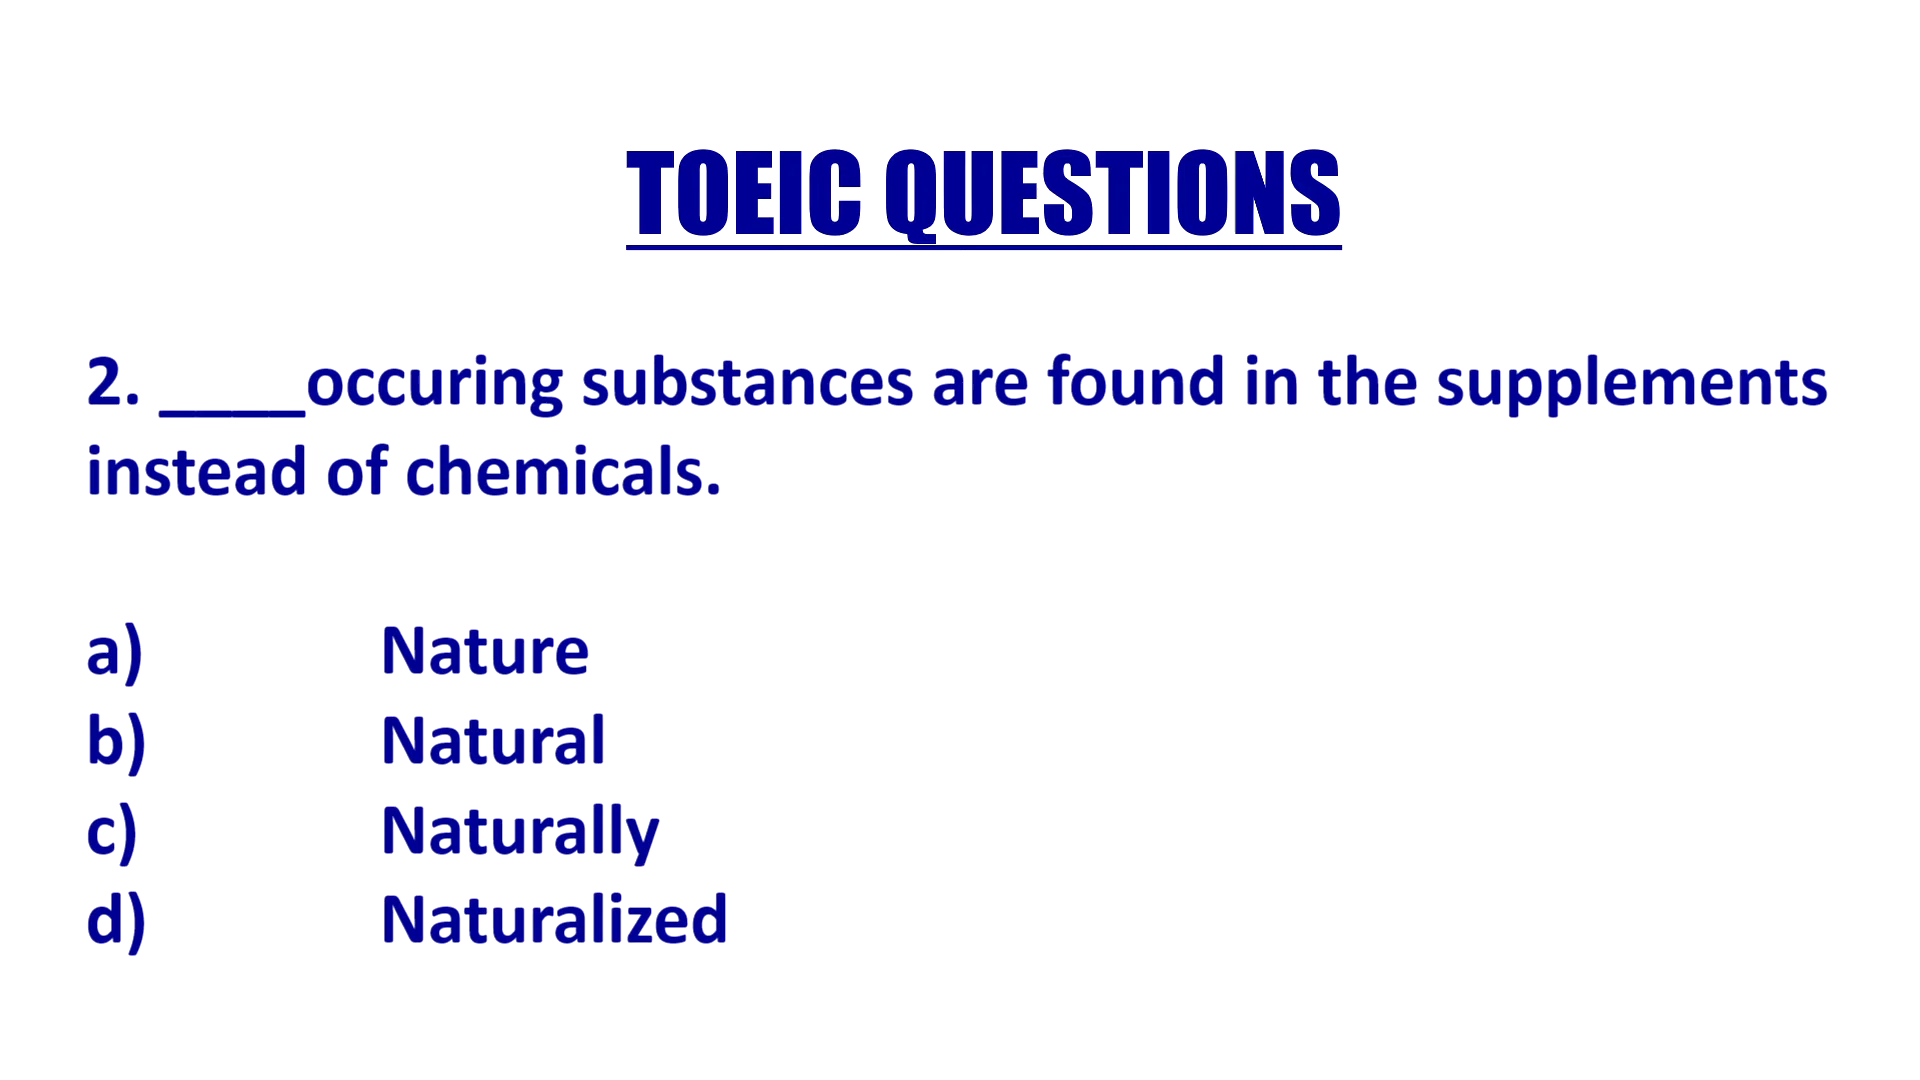 TOEIC QUESTIONS
2. ____occuring substances are found in the supplements
instead of chemicals.
a) Nature
b) Natural
c) Naturally
d) Naturalized